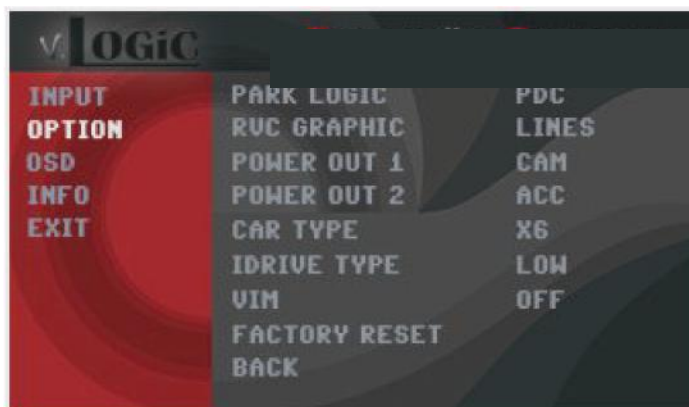 v.LOGiC
INPUT
OPTION
OSD
INFO
EXIT
PARK LOGIC PDC
RVC GRAPHIC LINES
POWER OUT 1 CAM
POWER OUT 2 ACC
CAR TYPE X6
IDRIVE TYPE LOW
VIM OFF
FACTORY RESET
BACK